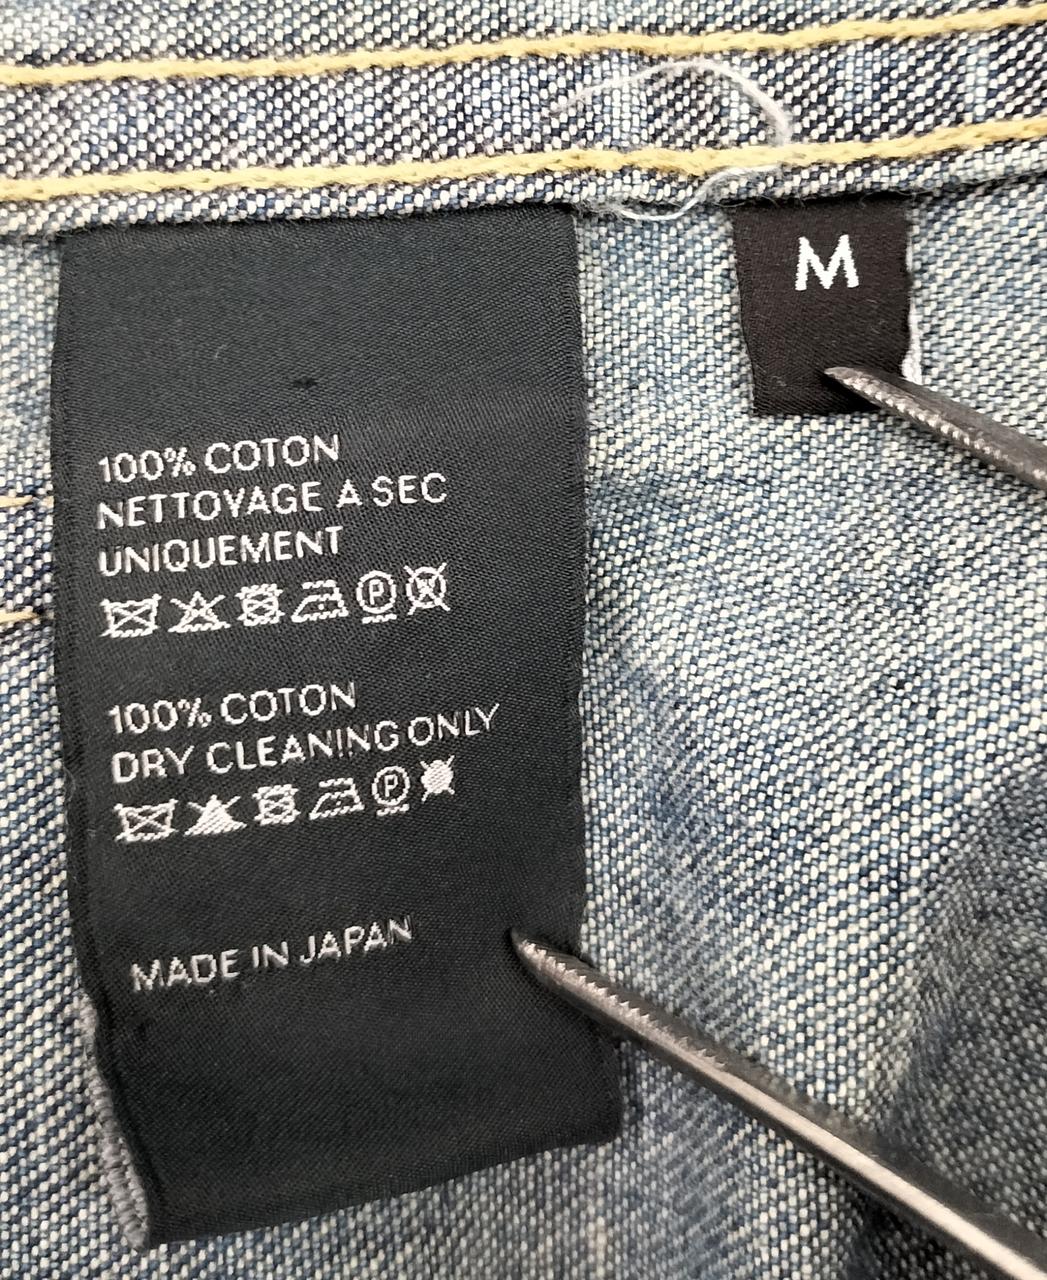 M
100% COTON
NETTOYAGE A SEC
UNIQUEMENT
P W
100% COTON
DRY CLEANING ONLY
P
MADE IN JAPAN